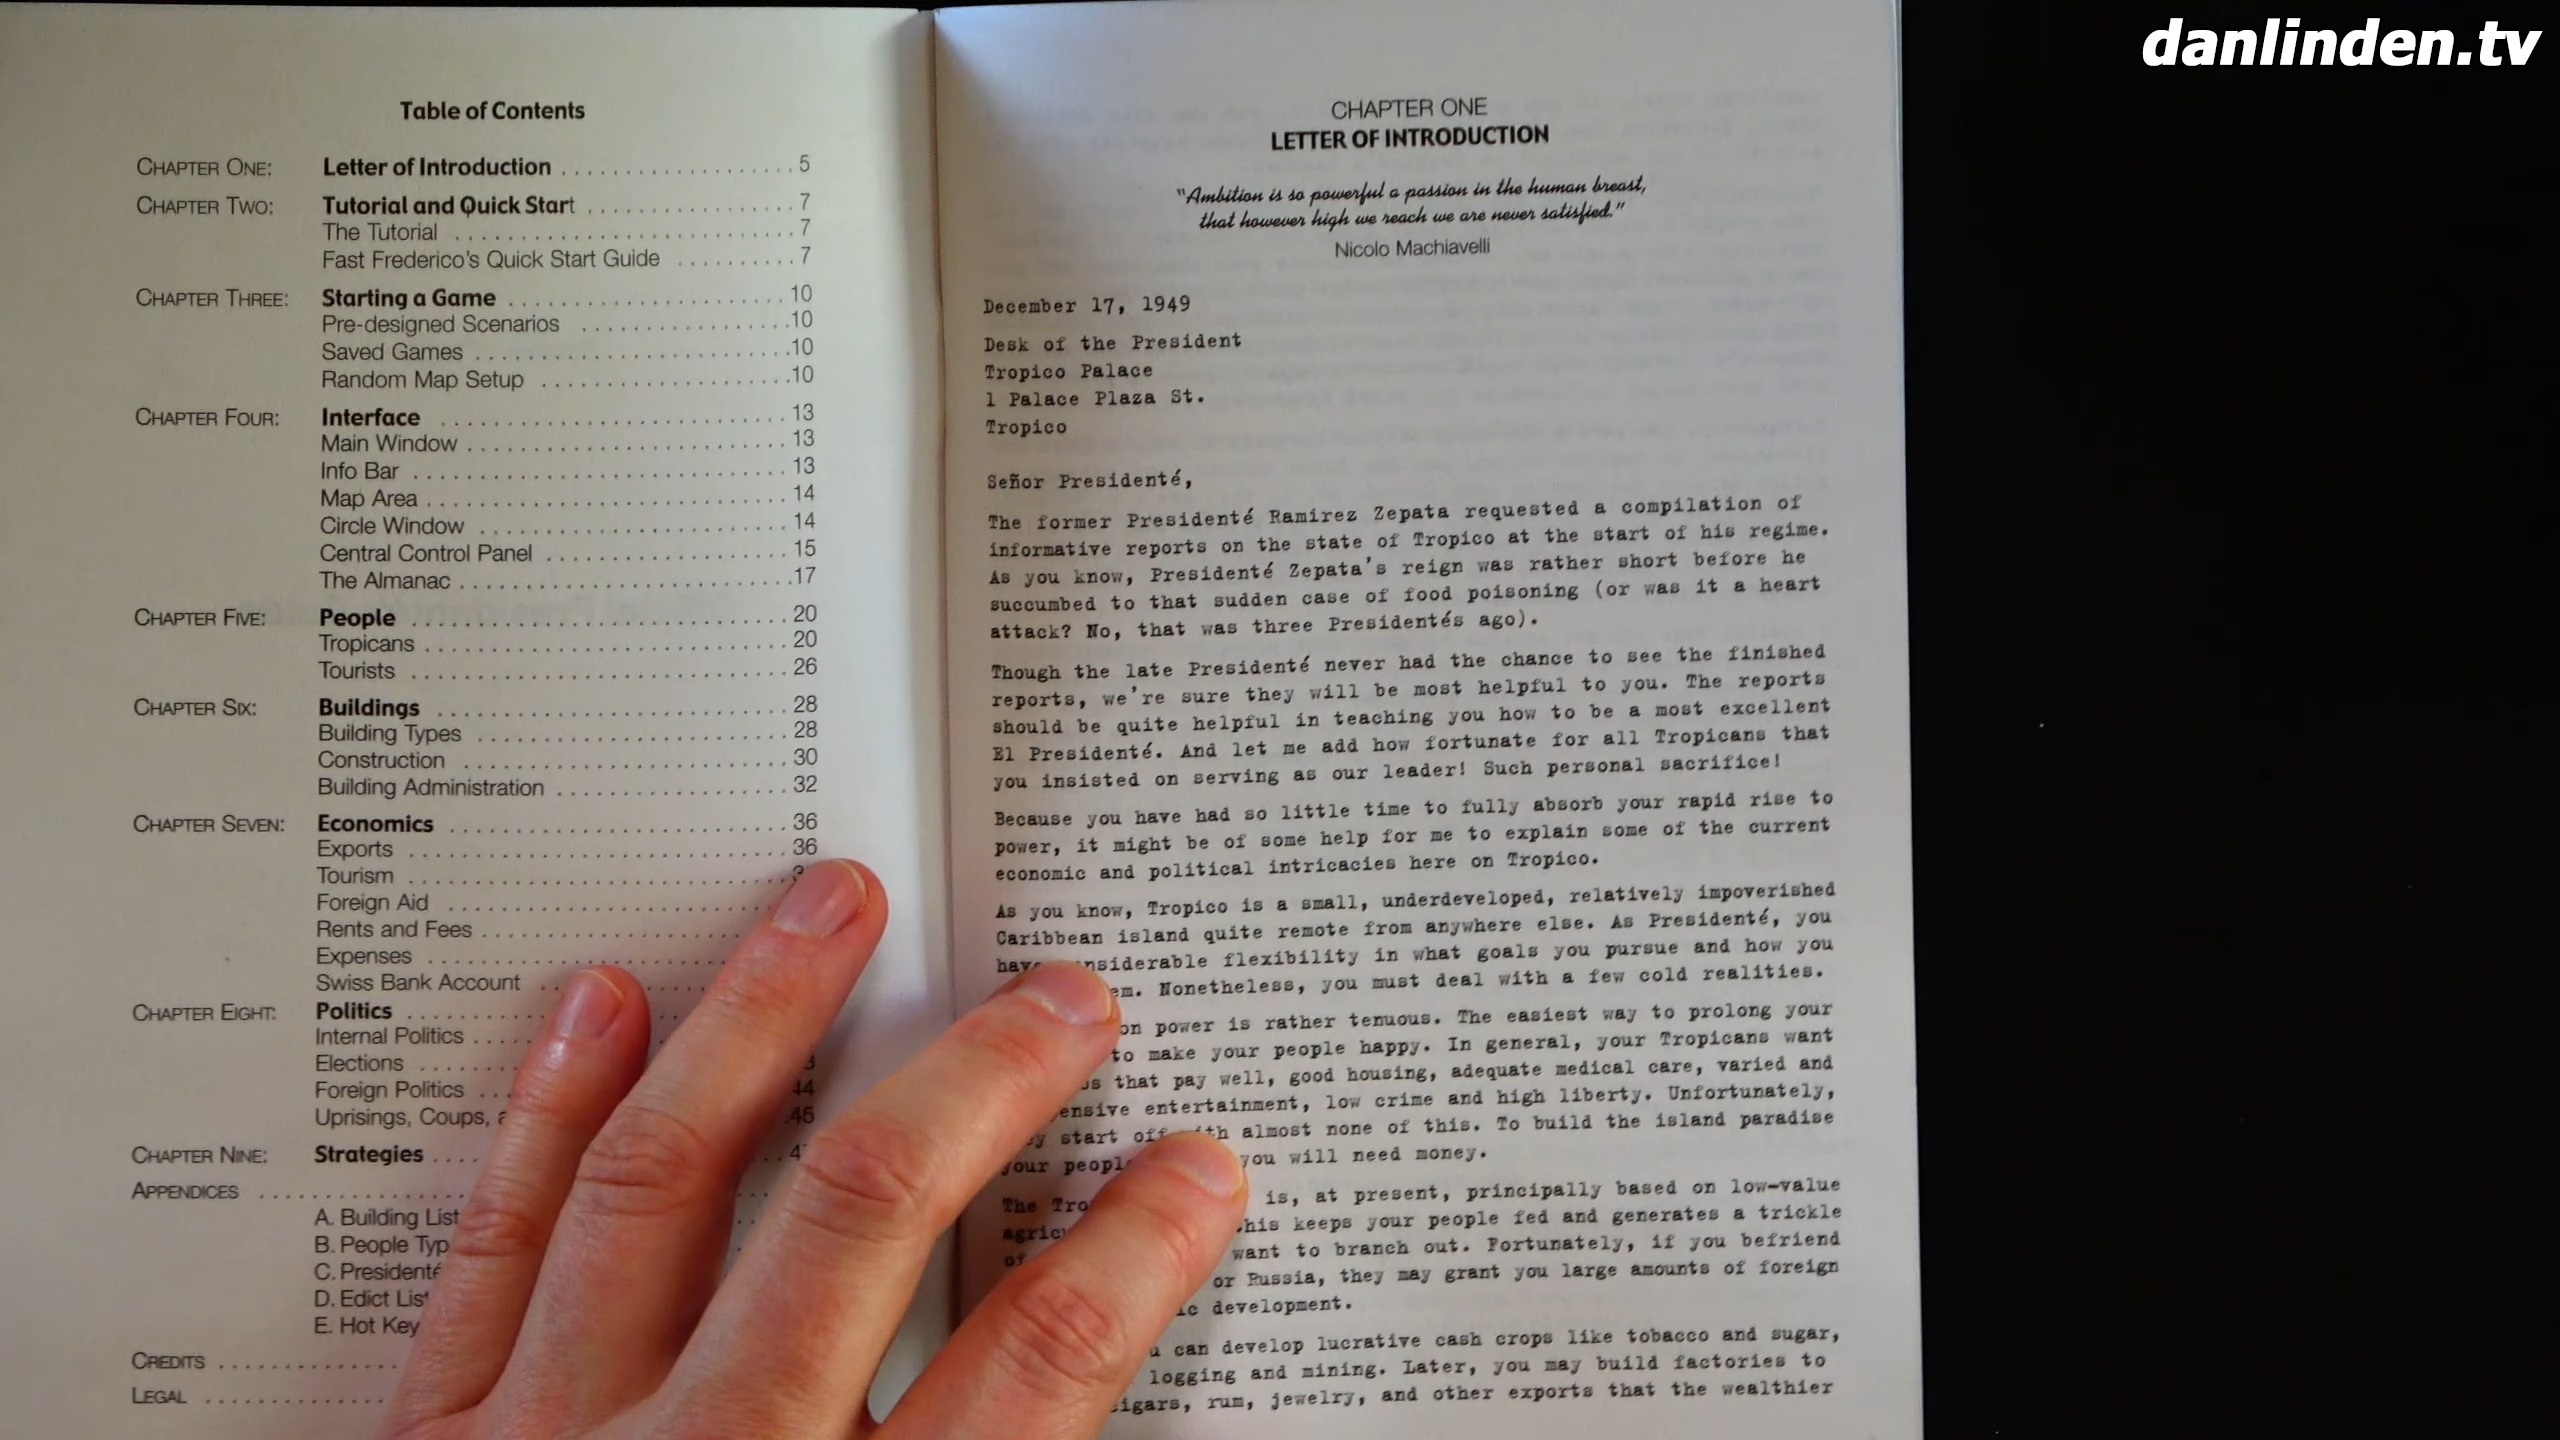 danlinden.tv
Table of Contents
CHAPTER ONE: Letter of Introduction . . . . . . . . . . . . . . . . . . . 5
CHAPTER TWO: Tutorial and Quick Start . . . . . . . . . . . . . . . . . 7
The Tutorial . . . . . . . . . . . . . . . . . . . . . . . . . . . . 7
Fast Frederico's Quick Start Guide . . . . . . . . . . 7
CHAPTER THREE: Starting a Game . . . . . . . . . . . . . . . . . . . . . . . 10
Pre-designed Scenarios . . . . . . . . . . . . . . . . . 10
Saved Games . . . . . . . . . . . . . . . . . . . . . . . . . . 10
Random Map Setup . . . . . . . . . . . . . . . . . . . . 10
CHAPTER FOUR: Interface . . . . . . . . . . . . . . . . . . . . . . . . . . . . 13
Main Window . . . . . . . . . . . . . . . . . . . . . . . . . . 13
Info Bar . . . . . . . . . . . . . . . . . . . . . . . . . . . . . . 13
Map Area . . . . . . . . . . . . . . . . . . . . . . . . . . . . . 14
Circle Window . . . . . . . . . . . . . . . . . . . . . . . . . 14
Central Control Panel . . . . . . . . . . . . . . . . . . . 15
The Almanac . . . . . . . . . . . . . . . . . . . . . . . . . . 17
CHAPTER FIVE: People . . . . . . . . . . . . . . . . . . . . . . . . . . . . . . 20
Tropicans . . . . . . . . . . . . . . . . . . . . . . . . . . . . . 20
Tourists . . . . . . . . . . . . . . . . . . . . . . . . . . . . . . 26
CHAPTER SIX: Buildings . . . . . . . . . . . . . . . . . . . . . . . . . . . . 28
Building Types . . . . . . . . . . . . . . . . . . . . . . . . . 28
Construction . . . . . . . . . . . . . . . . . . . . . . . . . . 30
Building Administration . . . . . . . . . . . . . . . . . . 32
CHAPTER SEVEN: Economics . . . . . . . . . . . . . . . . . . . . . . . . . . . 36
Exports . . . . . . . . . . . . . . . . . . . . . . . . . . . . . . 36
Tourism . . . . . . . . . . . . . . . . . . . . . . . . . . . . . .
Foreign Aid . . . . . . . . . . . . . . . . . . . . . . . . . .
Rents and Fees . . . . . . . . . . . . . . . . . . . . . . .
Expenses . . . . . . . . . . . . . . . . . . . . . . . . . . .
Swiss Bank Account . .
CHAPTER EIGHT: Politics . . . . . . . . . . . .
Internal Politics . . . . .
Elections . . . . . . . .
Foreign Politics . . . 44
Uprisings, Coups, .45
CHAPTER NINE: Strategies . . . .
APPENDICES . . . . . . . . . . . . . . . . . .
A. Building List
B. People
C. Presidenté
D. Edict List
E. Hot Key
CREDITS . . . . . . . . . . . . . . .
LEGAL . . . . . . . . . . . . . . . .
CHAPTER ONE
LETTER OF INTRODUCTION
"Ambition is so powerful a passion in the human breast,
that however high we reach we are never satisfied."
Nicolo Machiavelli
December 17, 1949
Desk of the President
Tropico Palace
1 Palace Plaza St.
Tropico
Señor Presidenté,
The former Presidenté Ramirez Zepata requested a compilation of
informative reports on the state of Tropico at the start of his regime.
As you know, Presidenté Zepata's reign was rather short before he
succumbed to that sudden case of food poisoning (or was it a heart
attack? No, that was three Presidentés ago).
Though the late Presidenté never had the chance to see the finished
reports, we're sure they will be most helpful to you. The reports
should be quite helpful in teaching you how to be a most excellent
El Presidenté. And let me add how fortunate for all Tropicans that
you insisted on serving as our leader! Such personal sacrifice!
Because you have had so little time to fully absorb your rapid rise to
power, it might be of some help for me to explain some of the current
economic and political intricacies here on Tropico.
As you know, Tropico is a small, underdeveloped, relatively impoverished
Caribbean island quite remote from anywhere else. As Presidenté, you
have considerable flexibility in what goals you pursue and how you
Nonetheless, you must deal with a few cold realities.
on power is rather tenuous. The easiest way to prolong your
to make your people happy. In general, your Tropicans want
that pay well, good housing, adequate medical care, varied and
entertainment, low crime and high liberty. Unfortunately,
start off with almost none of this. To build the island paradise
your people you will need money.
The is, at present, principally based on low-value
this keeps your people fed and generates a trickle
of want to branch out. Fortunately, if you befriend
or Russia, they may grant you large amounts of foreign
development.
can develop lucrative cash crops like tobacco and sugar,
logging and mining. Later, you may build factories to
cigars, rum, jewelry, and other exports that the wealthier